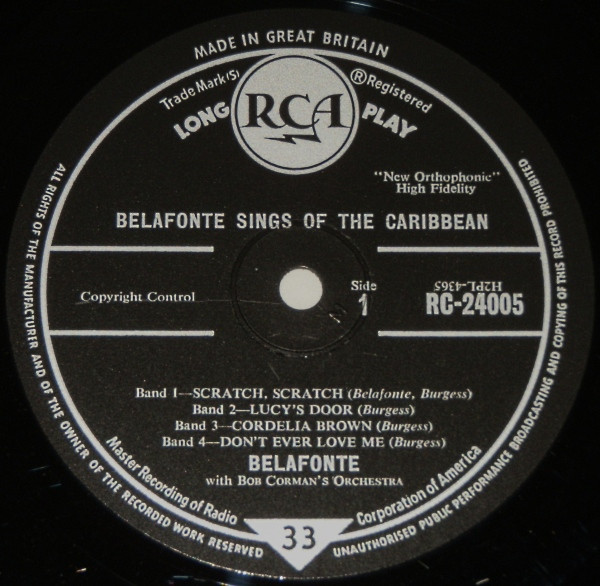 MADE IN GREAT BRITAIN
Trade Mark(S) ®Registered
LONG RCA PLAY
"New Orthophonic"
High Fidelity
BELAFONTE SINGS OF THE CARIBBEAN
Copyright Control
Side
1
H2PL-4365
RC-24005
Band 1—SCRATCH, SCRATCH (Belafonte, Burgess)
Band 2—LUCY'S DOOR (Burgess)
Band 3—CORDELIA BROWN (Burgess)
Band 4—DON'T EVER LOVE ME (Burgess)
BELAFONTE
with BOB CORMAN'S ORCHESTRA
Master Recording of Radio Corporation of America
33
ALL RIGHTS OF THE MANUFACTURER AND OF THE OWNER OF THE RECORDED WORK RESERVED
UNAUTHORISED PUBLIC PERFORMANCE BROADCASTING AND COPYING OF THIS RECORD PROHIBITED